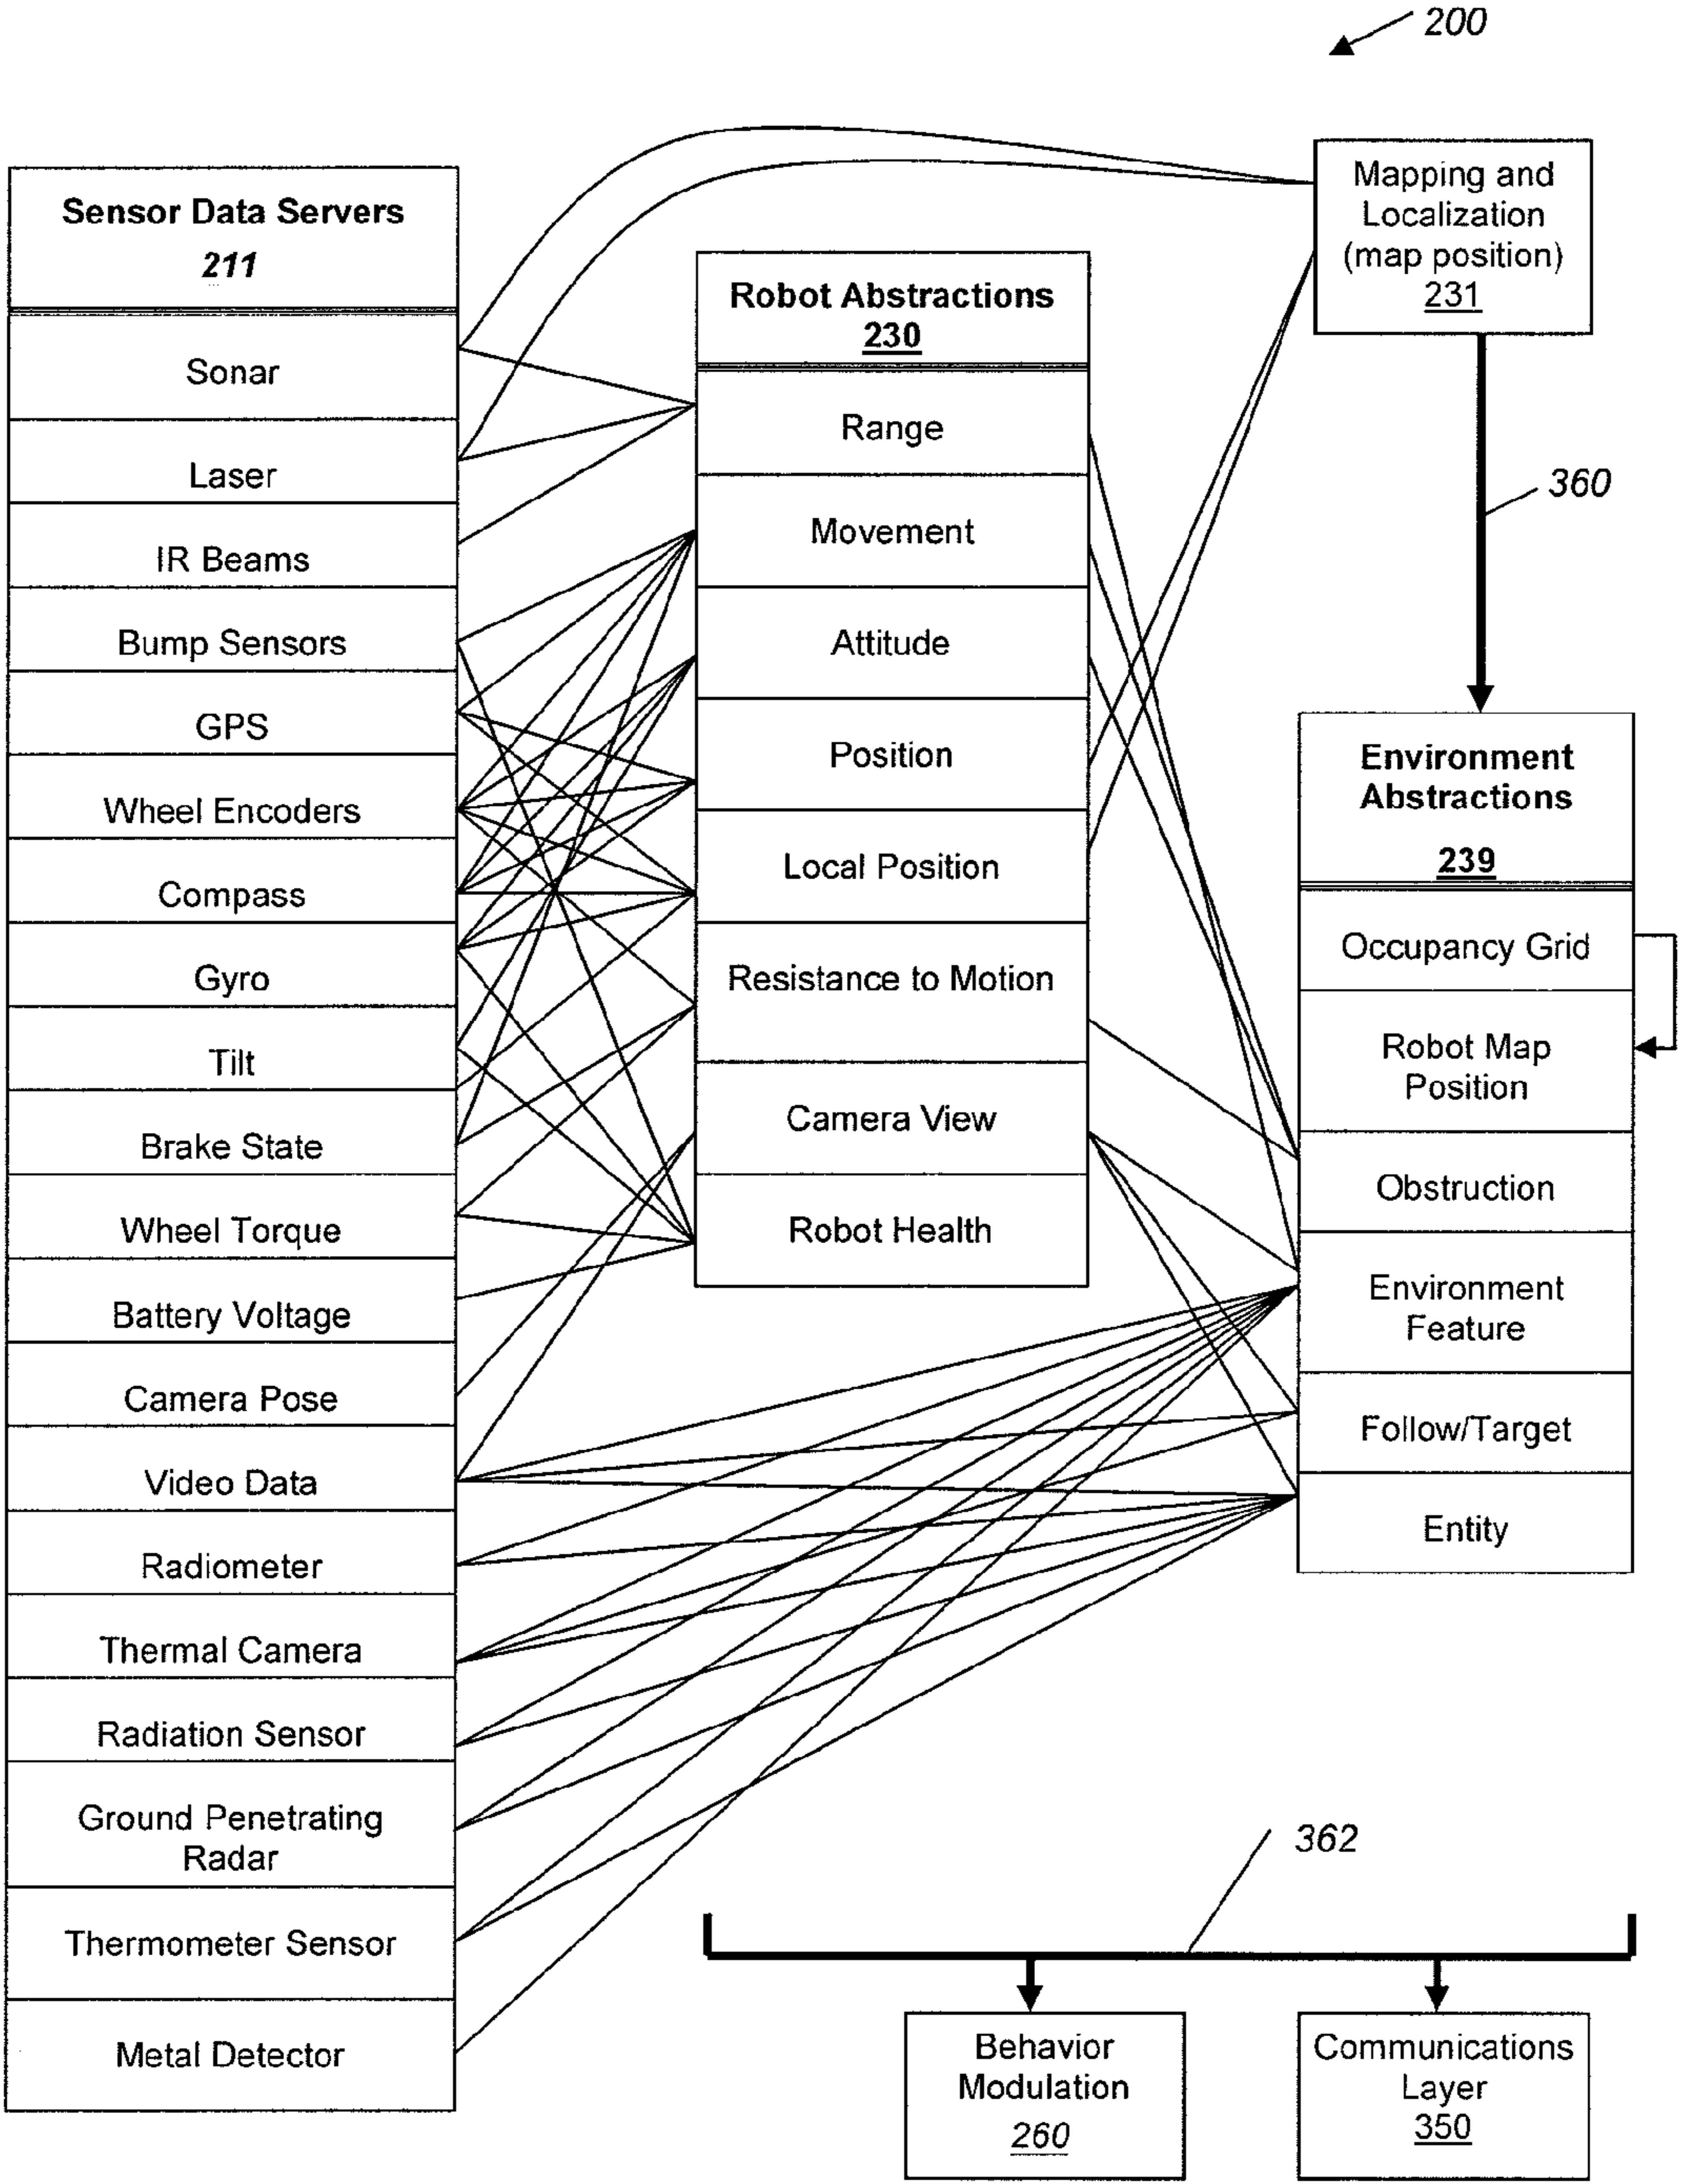 200
Sensor Data Servers
211
Sonar
Laser
IR Beams
Bump Sensors
GPS
Wheel Encoders
Compass
Gyro
Tilt
Brake State
Wheel Torque
Battery Voltage
Camera Pose
Video Data
Radiometer
Thermal Camera
Radiation Sensor
Ground Penetrating
Radar
Thermometer Sensor
Metal Detector
Robot Abstractions
230
Range
Movement
Attitude
Position
Local Position
Resistance to Motion
Camera View
Robot Health
Mapping and
Localization
(map position)
231
360
Environment
Abstractions
239
Occupancy Grid
Robot Map
Position
Obstruction
Environment
Feature
Follow/Target
Entity
362
Behavior
Modulation
260
Communications
Layer
350